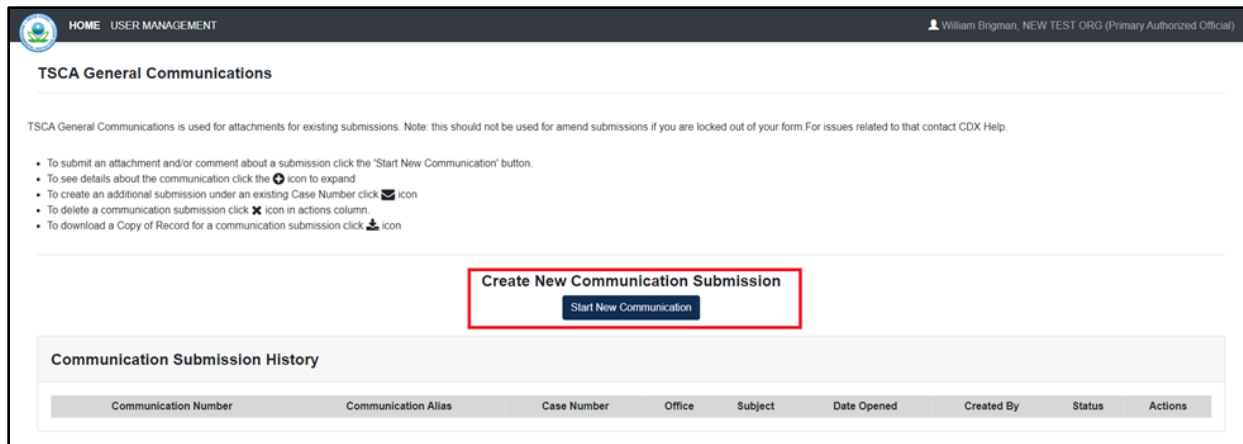 HOME USER MANAGEMENT William Brigman, NEW TEST ORG (Primary Authorized Official)
TSCA General Communications
TSCA General Communications is used for attachments for existing submissions. Note: this should not be used for amend submissions if you are locked out of your form.For issues related to that contact CDX Help.
• To submit an attachment and/or comment about a submission click the 'Start New Communication' button.
• To see details about the communication click the icon to expand
• To create an additional submission under an existing Case Number click icon
• To delete a communication submission click icon in actions column.
• To download a Copy of Record for a communication submission click icon
Create New Communication Submission
Start New Communication
Communication Submission History
Communication Number Communication Alias Case Number Office Subject Date Opened Created By Status Actions